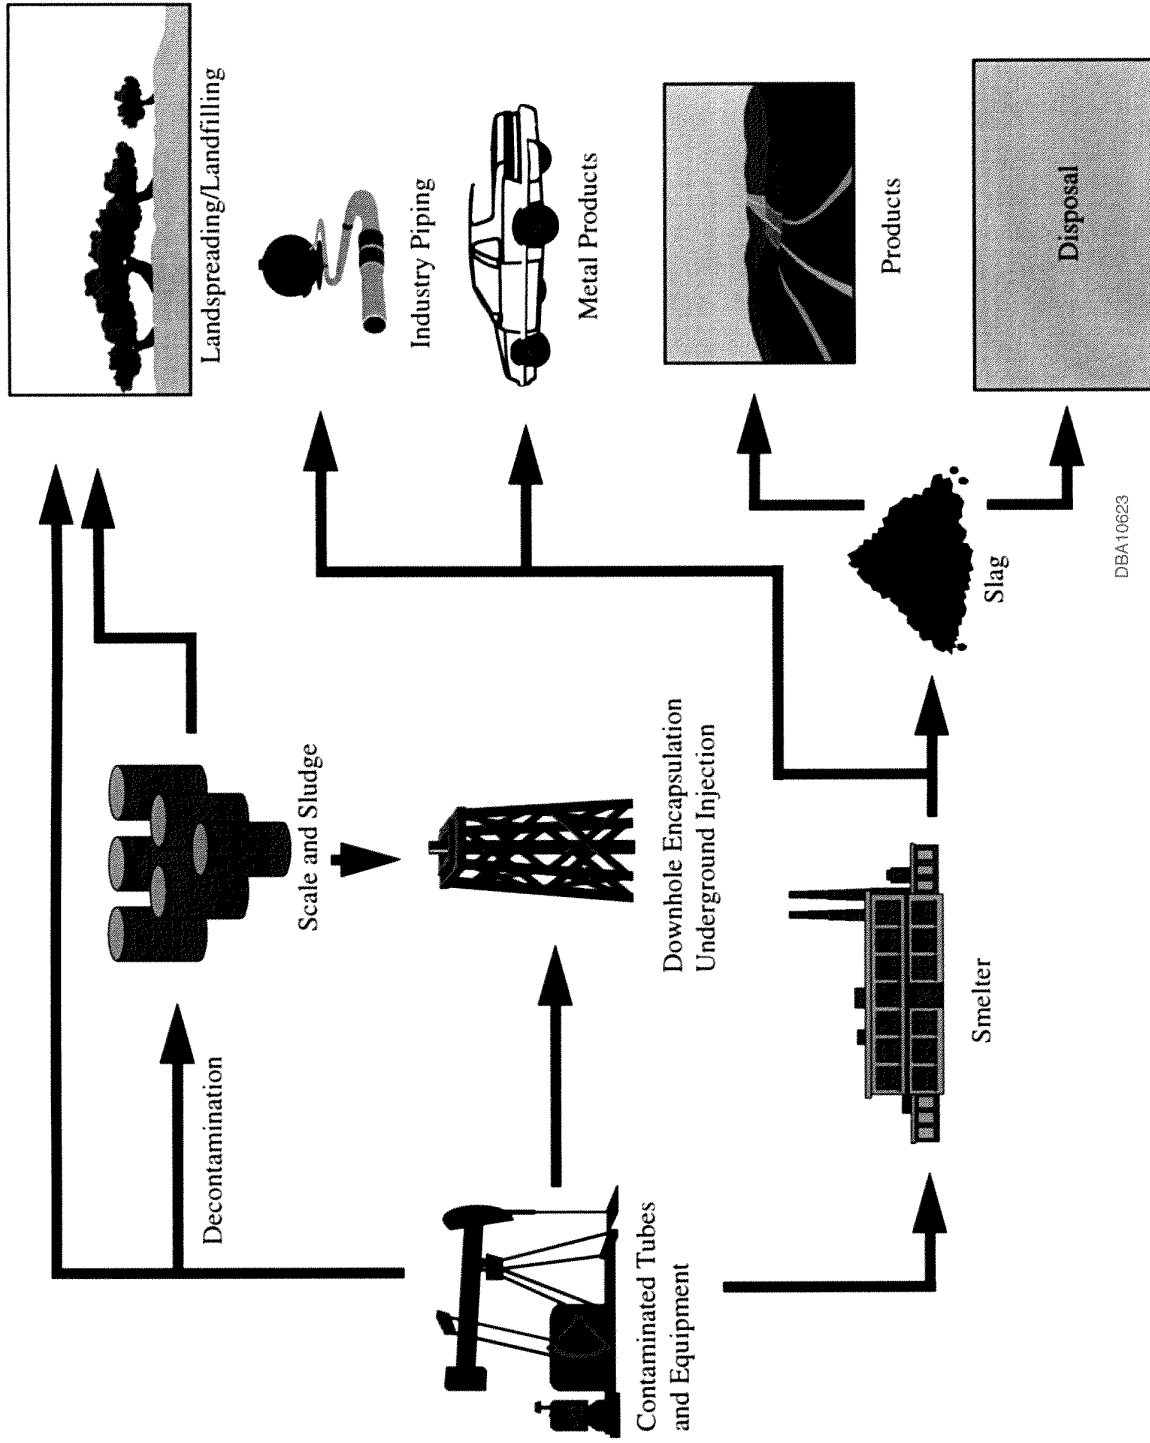 Landspreading/Landfilling
Decontamination
Scale and Sludge
Industry Piping
Contaminated Tubes
and Equipment
Downhole Encapsulation
Underground Injection
Metal Products
Smelter
Slag
Products
Disposal
DBA10623